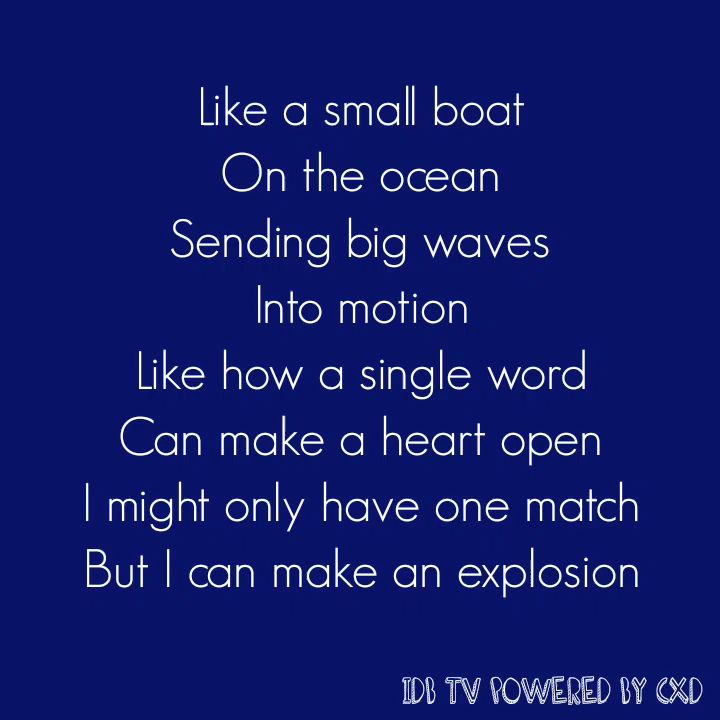 Like a small boat
On the ocean
Sending big waves
Into motion
Like how a single word
Can make a heart open
I might only have one match
But I can make an explosion
IDB TV POWERED BY CXD